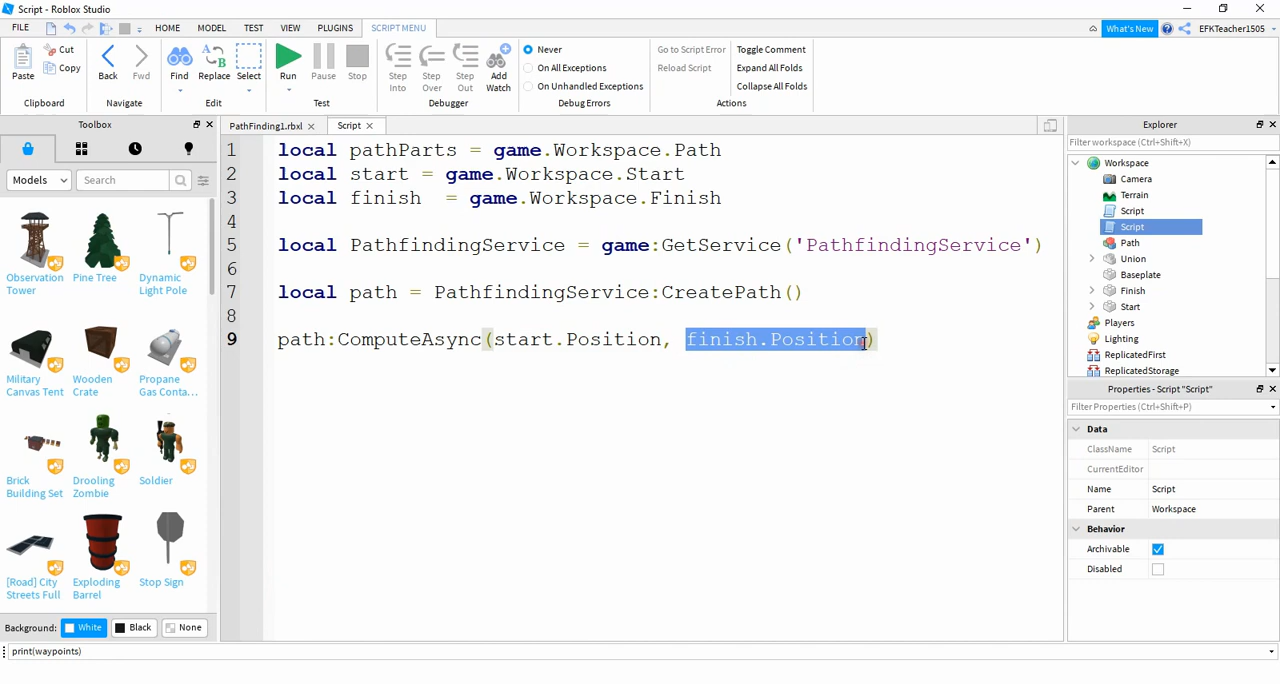 Script - Roblox Studio
FILE HOME MODEL TEST VIEW PLUGINS SCRIPT MENU What's New EFKTeacher1505
Paste Cut Copy
Clipboard
Back Fwd
Navigate
Find Replace Select
Edit
Run Pause Stop
Test
Step Into Step Over Step Out Add Watch
Debugger
Never
On All Exceptions
On Unhandled Exceptions
Debug Errors
Go to Script Error Toggle Comment
Reload Script Expand All Folds
Collapse All Folds
Actions
Toolbox
Models Search
Observation Tower
Pine Tree
Dynamic Light Pole
Military Canvas Tent
Wooden Crate
Propane Gas Conta...
Brick Building Set
Drooling Zombie
Soldier
[Road] City Streets Full
Exploding Barrel
Stop Sign
Background: White Black None
PathFinding1.rbxl Script
1 local pathParts = game.Workspace.Path
2 local start = game.Workspace.Start
3 local finish  = game.Workspace.Finish
4
5 local PathfindingService = game:GetService('PathfindingService')
6
7 local path = PathfindingService:CreatePath()
8
9 path:ComputeAsync(start.Position, finish.Position)
Explorer
Filter workspace (Ctrl+Shift+X)
Workspace
Camera
Terrain
Script
Script
Path
Union
Baseplate
Finish
Start
Players
Lighting
ReplicatedFirst
ReplicatedStorage
Properties - Script "Script"
Filter Properties (Ctrl+Shift+P)
Data
ClassName Script
CurrentEditor
Name Script
Parent Workspace
Behavior
Archivable
Disabled
print(waypoints)